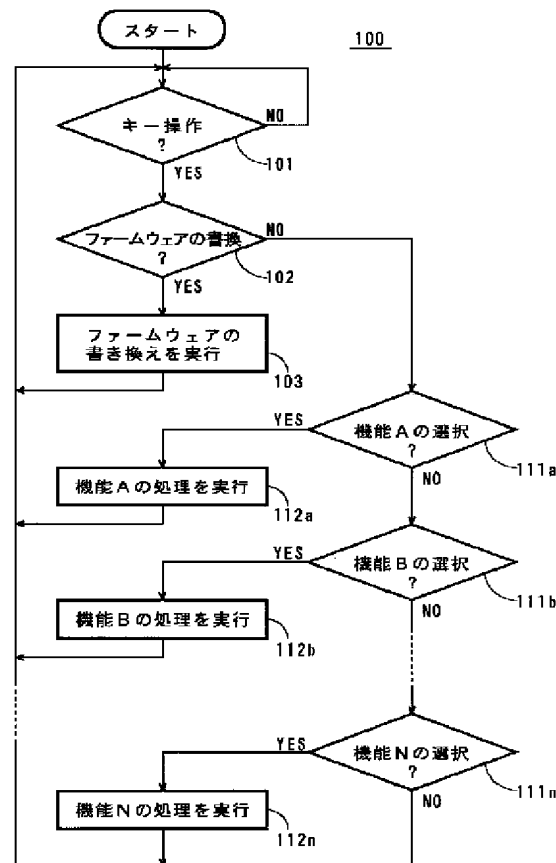 スタート
100
キー操作
?
NO
101
YES
ファームウェアの書換
?
NO
102
YES
ファームウェアの
書き換えを実行
103
機能Aの選択
?
YES
111a
NO
機能Aの処理を実行
112a
機能Bの選択
?
YES
111b
NO
機能Bの処理を実行
112b
機能Nの選択
?
YES
111n
NO
機能Nの処理を実行
112n